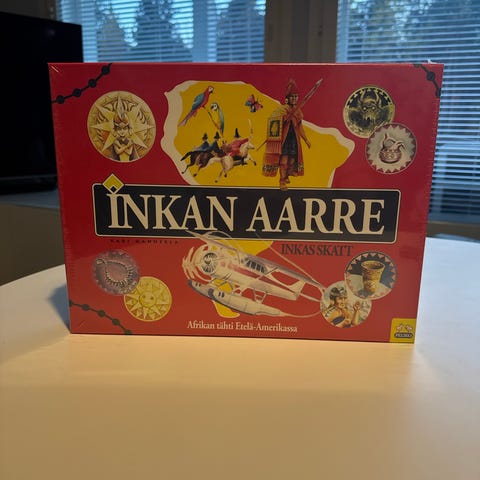 INKAN AARRE
KARI MANNERLA
INKAS SKATT
Afrikan tähti Etelä-Amerikassa
PELIKO